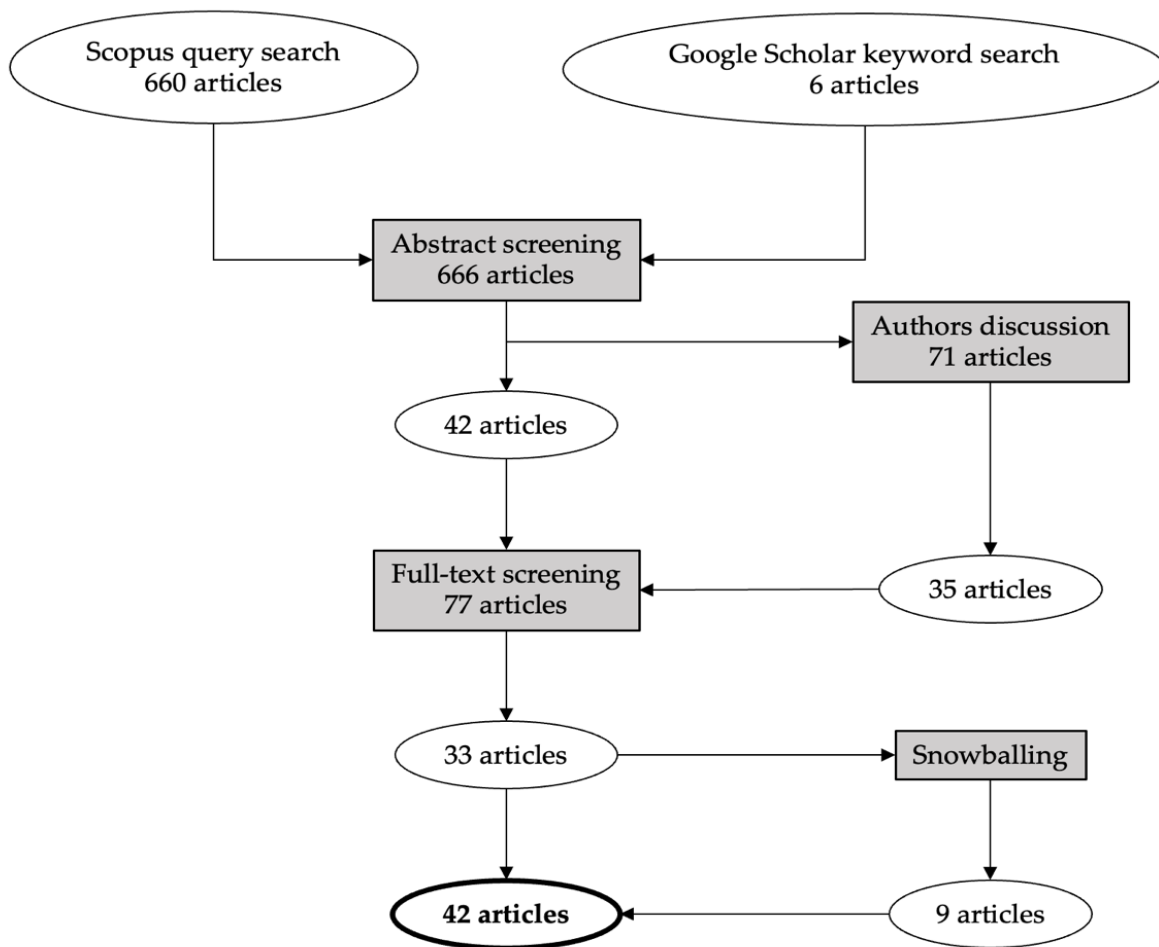 Scopus query search
660 articles
Google Scholar keyword search
6 articles
Abstract screening
666 articles
Authors discussion
71 articles
42 articles
Full-text screening
77 articles
35 articles
33 articles
Snowballing
42 articles
9 articles